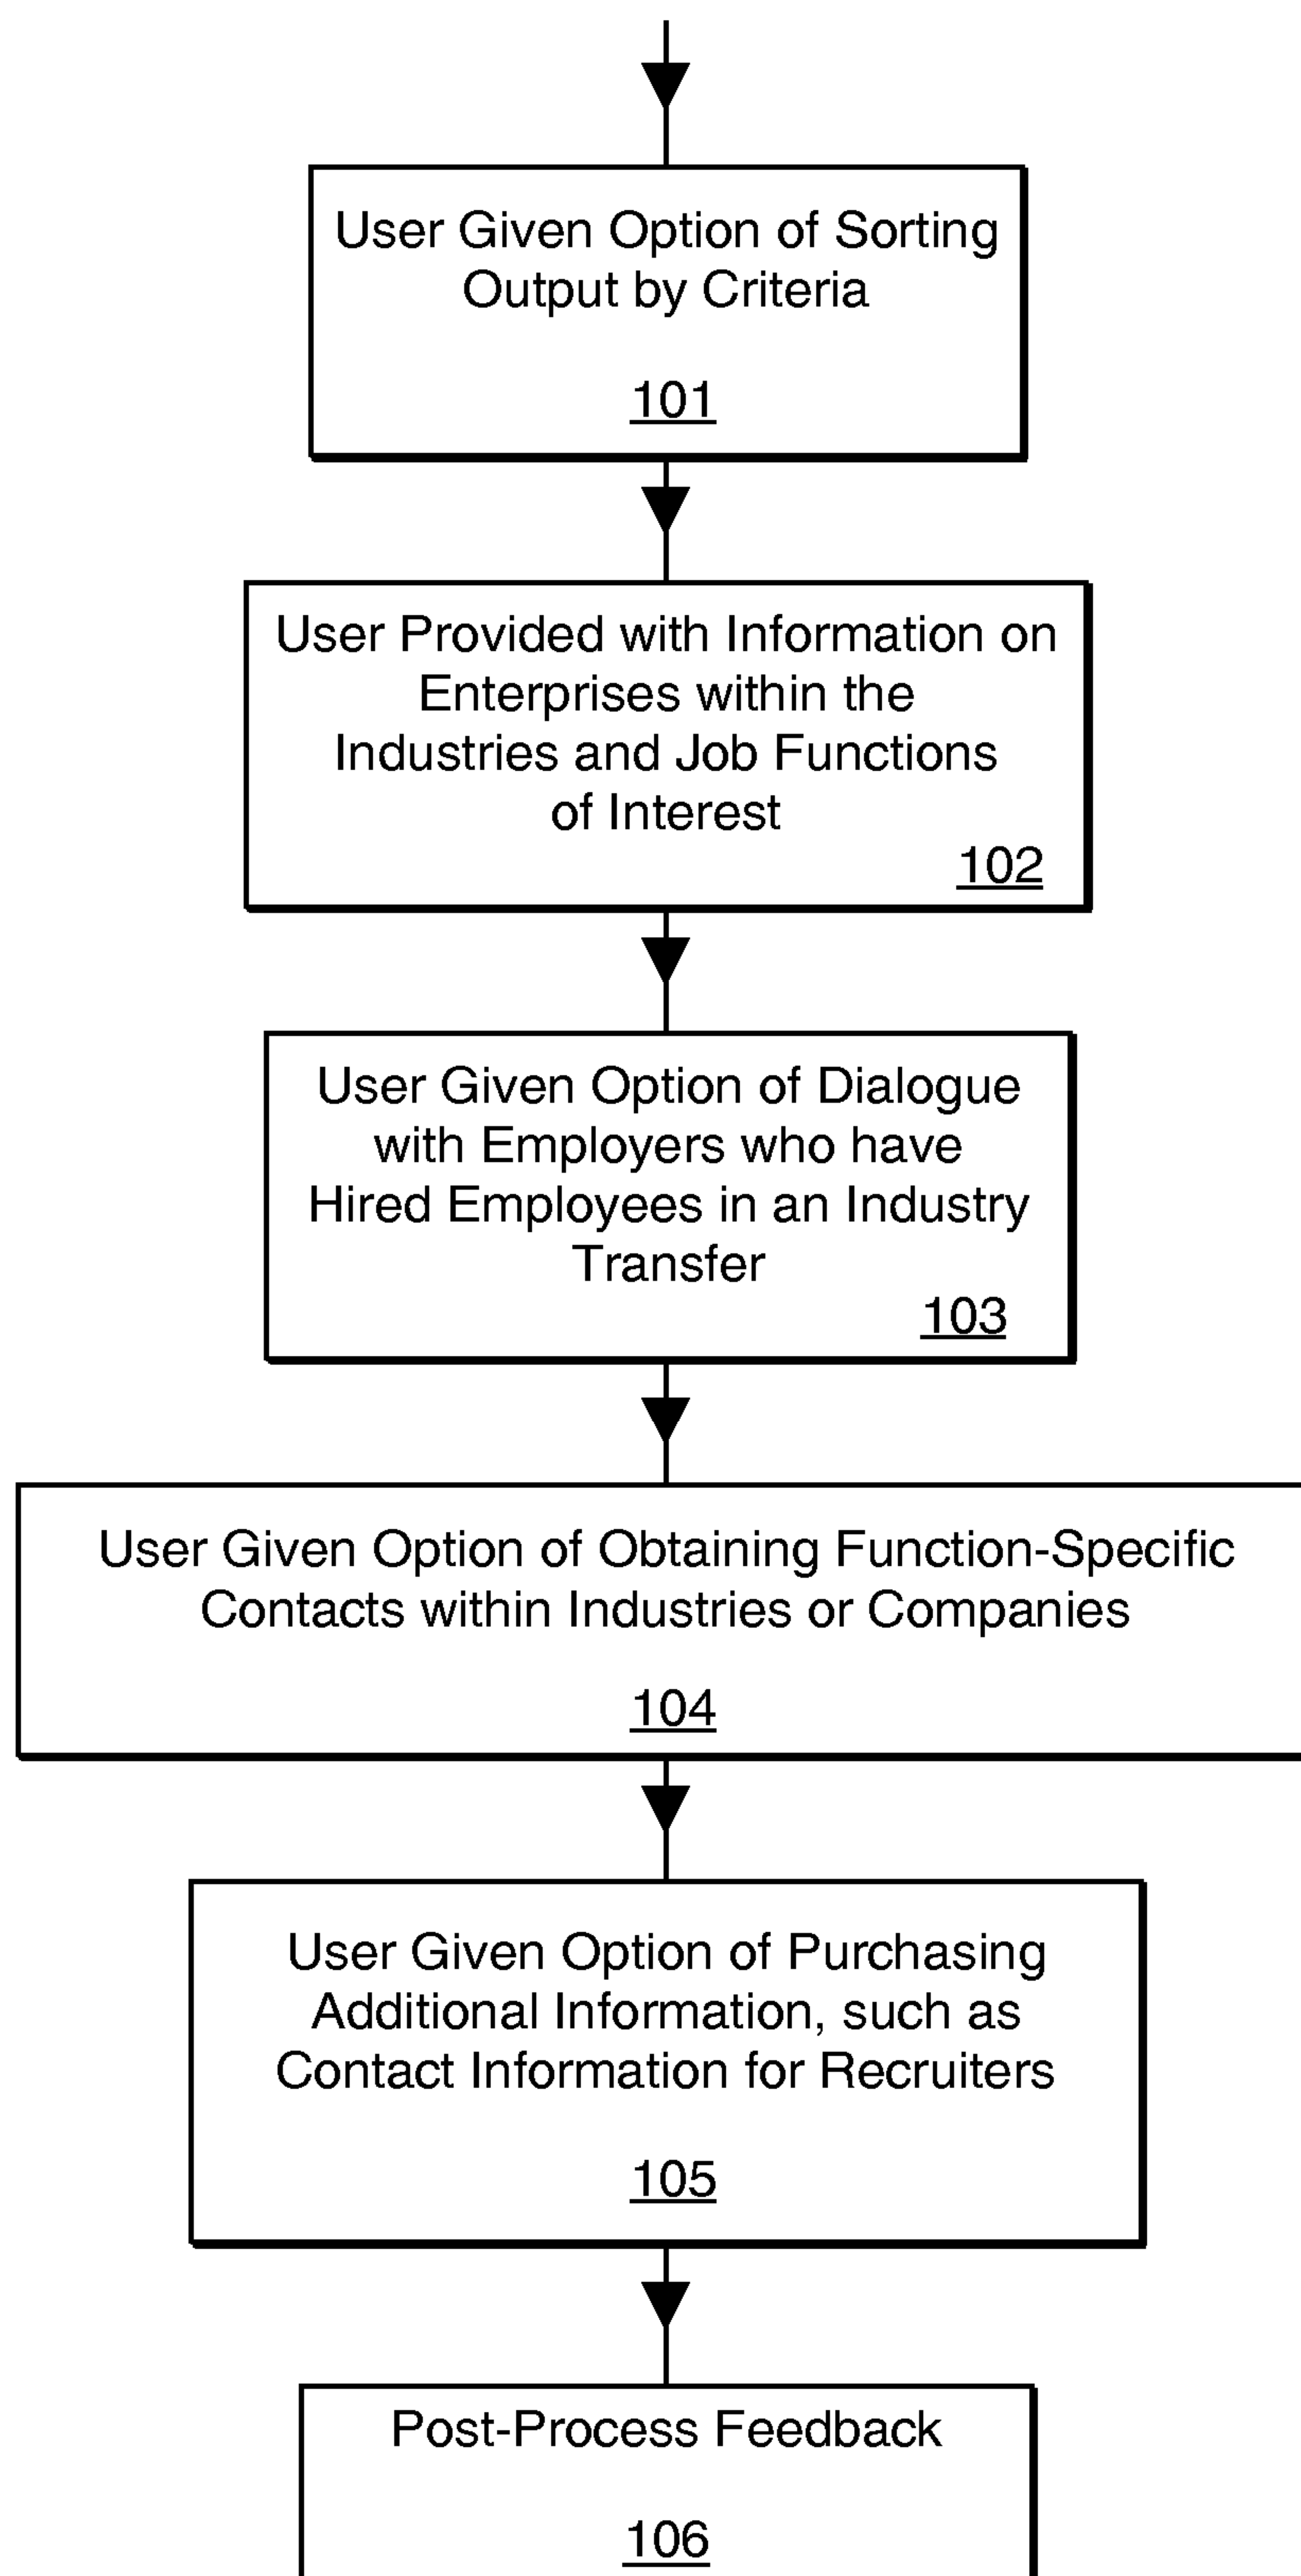 User Given Option of Sorting
Output by Criteria
101
User Provided with Information on
Enterprises within the
Industries and Job Functions
of Interest
102
User Given Option of Dialogue
with Employers who have
Hired Employees in an Industry
Transfer
103
User Given Option of Obtaining Function-Specific
Contacts within Industries or Companies
104
User Given Option of Purchasing
Additional Information, such as
Contact Information for Recruiters
105
Post-Process Feedback
106